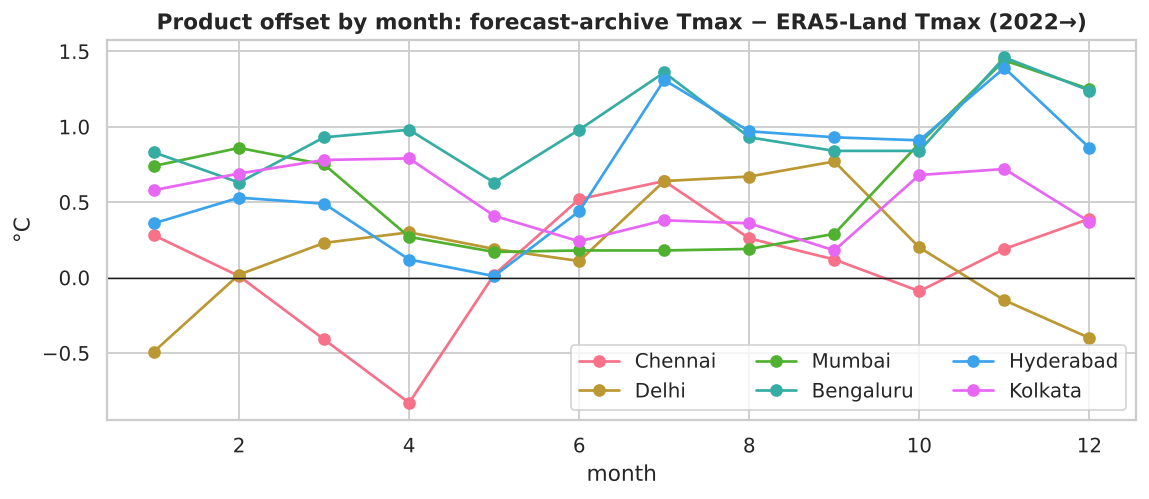 Product offset by month: forecast-archive Tmax − ERA5-Land Tmax (2022→)
°C
1.5
1.0
0.5
0.0
−0.5
Chennai
Mumbai
Hyderabad
Delhi
Bengaluru
Kolkata
2
4
6
8
10
12
month